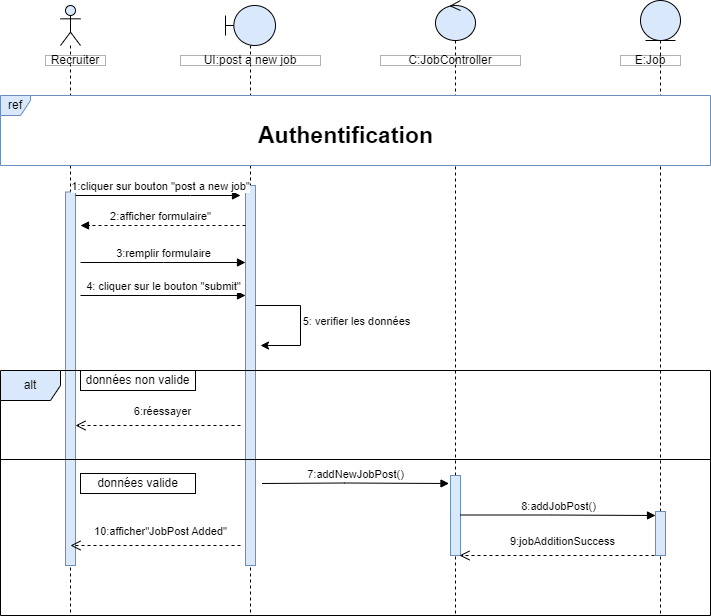 Recruiter
UI:post a new job
C:JobController
E:Job
ref
Authentification
1:cliquer sur bouton "post a new job"
2:afficher formulaire"
3:remplir formulaire
4: cliquer sur le bouton "submit"
5: verifier les données
alt
données non valide
6:réessayer
7:addNewJobPost()
données valide
8:addJobPost()
10:afficher"JobPost Added"
9:jobAdditionSuccess